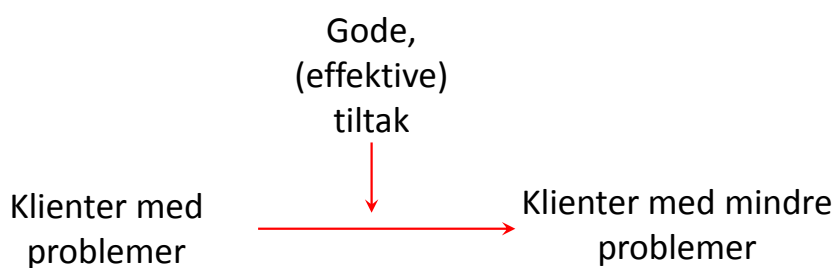 Gode,
(effektive)
tiltak
Klienter med
problemer
Klienter med mindre
problemer